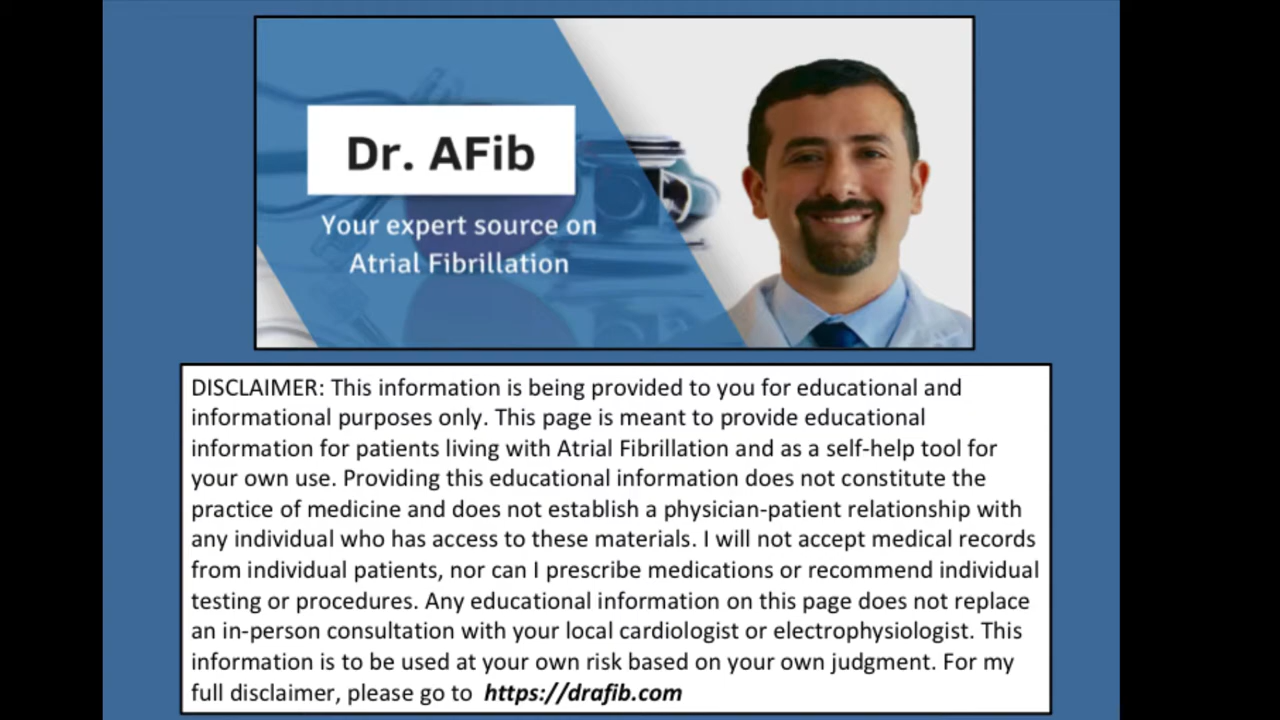 Dr. AFib
Your expert source on
Atrial Fibrillation
DISCLAIMER: This information is being provided to you for educational and
informational purposes only. This page is meant to provide educational
information for patients living with Atrial Fibrillation and as a self-help tool for
your own use. Providing this educational information does not constitute the
practice of medicine and does not establish a physician-patient relationship with
any individual who has access to these materials. I will not accept medical records
from individual patients, nor can I prescribe medications or recommend individual
testing or procedures. Any educational information on this page does not replace
an in-person consultation with your local cardiologist or electrophysiologist. This
information is to be used at your own risk based on your own judgment. For my
full disclaimer, please go to https://drafib.com